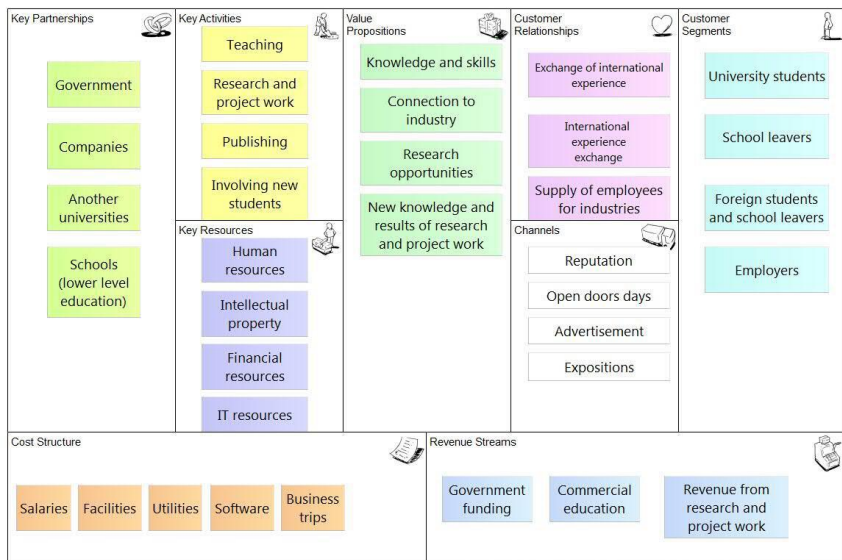 Key Partnerships
Government
Companies
Another
universities
Schools
(lower level
education)
Key Activities
Teaching
Research and
project work
Publishing
Involving new
students
Key Resources
Human
resources
Intellectual
property
Financial
resources
IT resources
Value
Propositions
Knowledge and skills
Connection to
industry
Research
opportunities
New knowledge and
results of research
and project work
Customer
Relationships
Exchange of international
experience
International
experience
exchange
Supply of employees
for industries
Channels
Reputation
Open doors days
Advertisement
Expositions
Customer
Segments
University students
School leavers
Foreign students
and school leavers
Employers
Cost Structure
Salaries
Facilities
Utilities
Software
Business
trips
Revenue Streams
Government
funding
Commercial
education
Revenue from
research and
project work